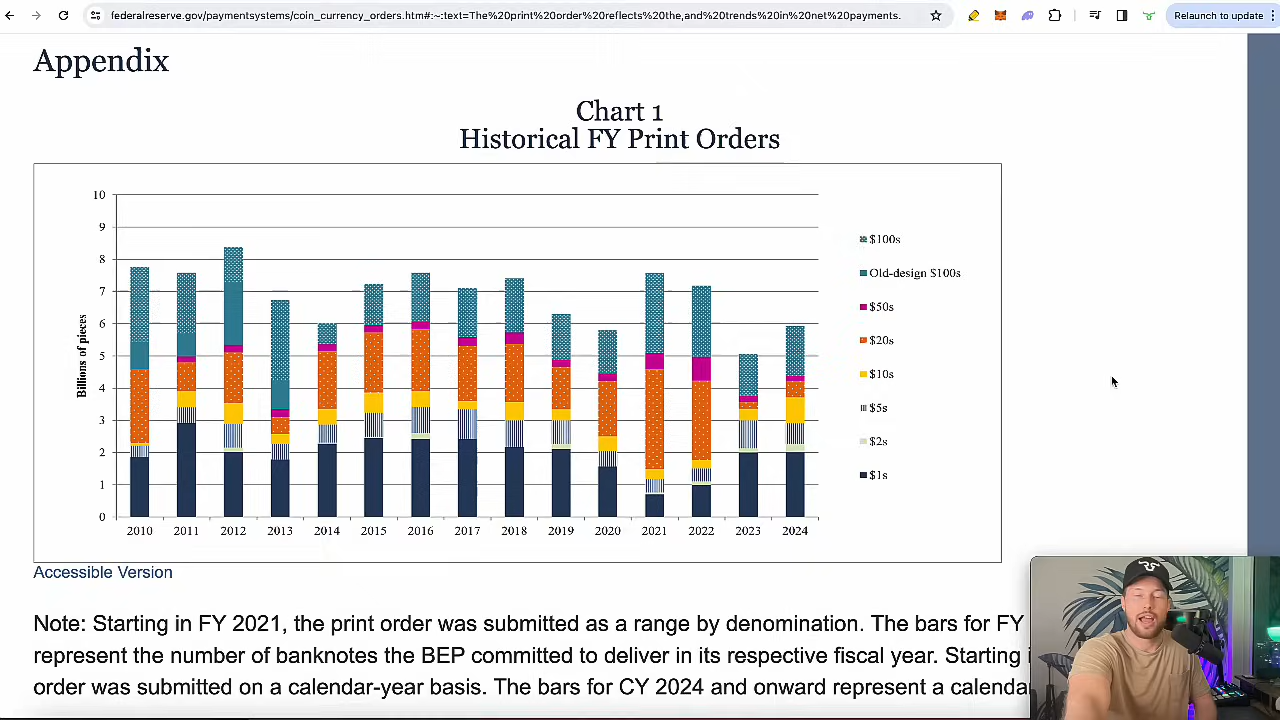 federalreserve.gov/paymentsystems/coin_currency_orders.htm#:~:text=The%20print%20order%20reflects%20the,and%20trends%20in%20net%20payments.
Relaunch to update
Appendix
Chart 1
Historical FY Print Orders
Billions of pieces
10
9
8
7
6
5
4
3
2
1
0
2010 2011 2012 2013 2014 2015 2016 2017 2018 2019 2020 2021 2022 2023 2024
$100s
Old-design $100s
$50s
$20s
$10s
$5s
$2s
$1s
Accessible Version
Note: Starting in FY 2021, the print order was submitted as a range by denomination. The bars for FY
represent the number of banknotes the BEP committed to deliver in its respective fiscal year. Starting
order was submitted on a calendar-year basis. The bars for CY 2024 and onward represent a